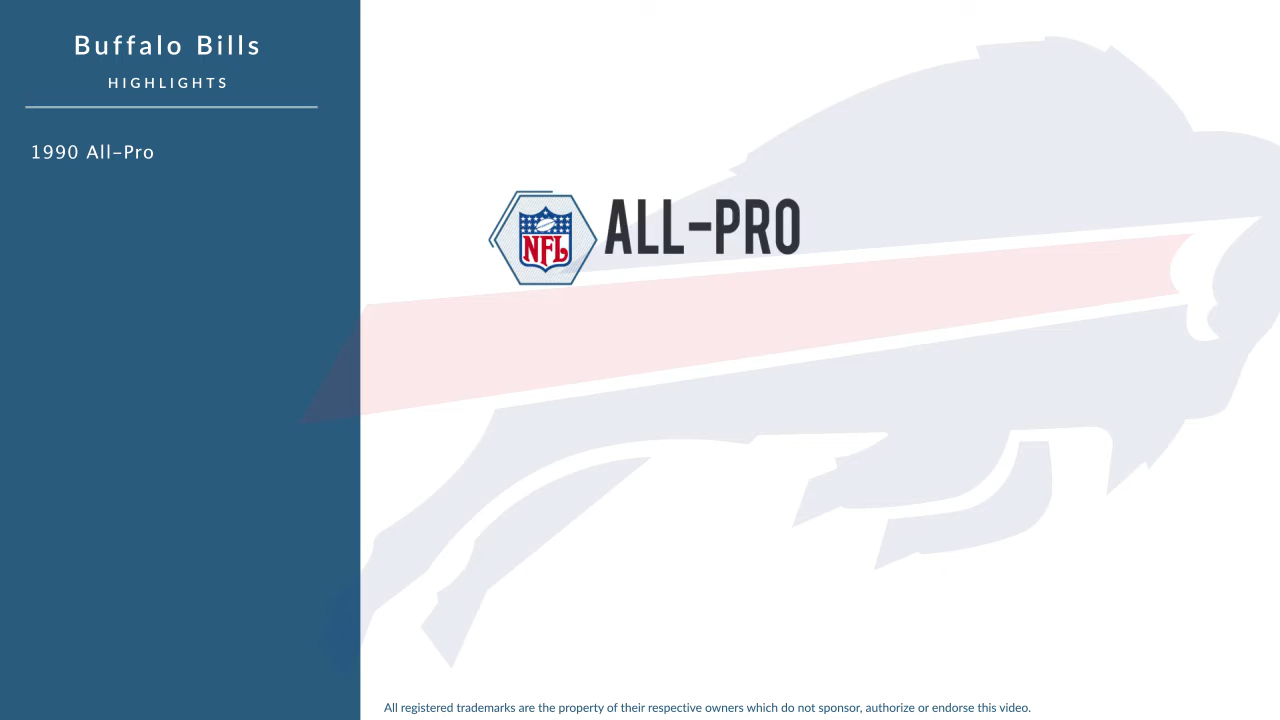 Buffalo Bills
HIGHLIGHTS
1990 All-Pro
NFL
ALL-PRO
All registered trademarks are the property of their respective owners which do not sponsor, authorize or endorse this video.